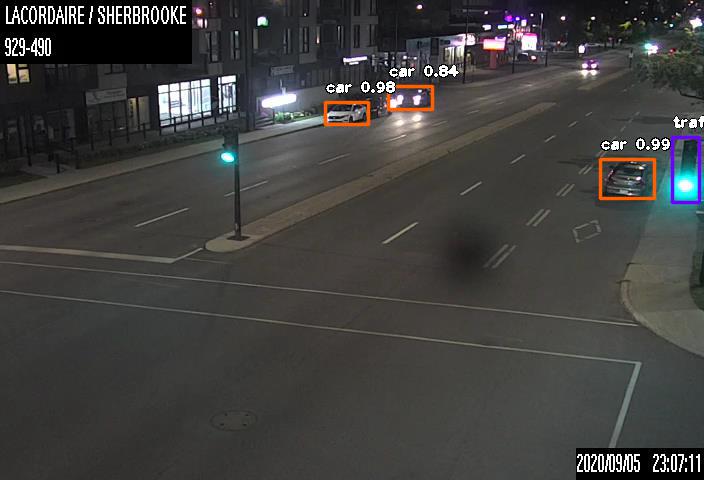 LACORDAIRE / SHERBROOKE
929-490
car 0.84
car 0.98
car 0.99
traf
2020/09/05 23:07:11